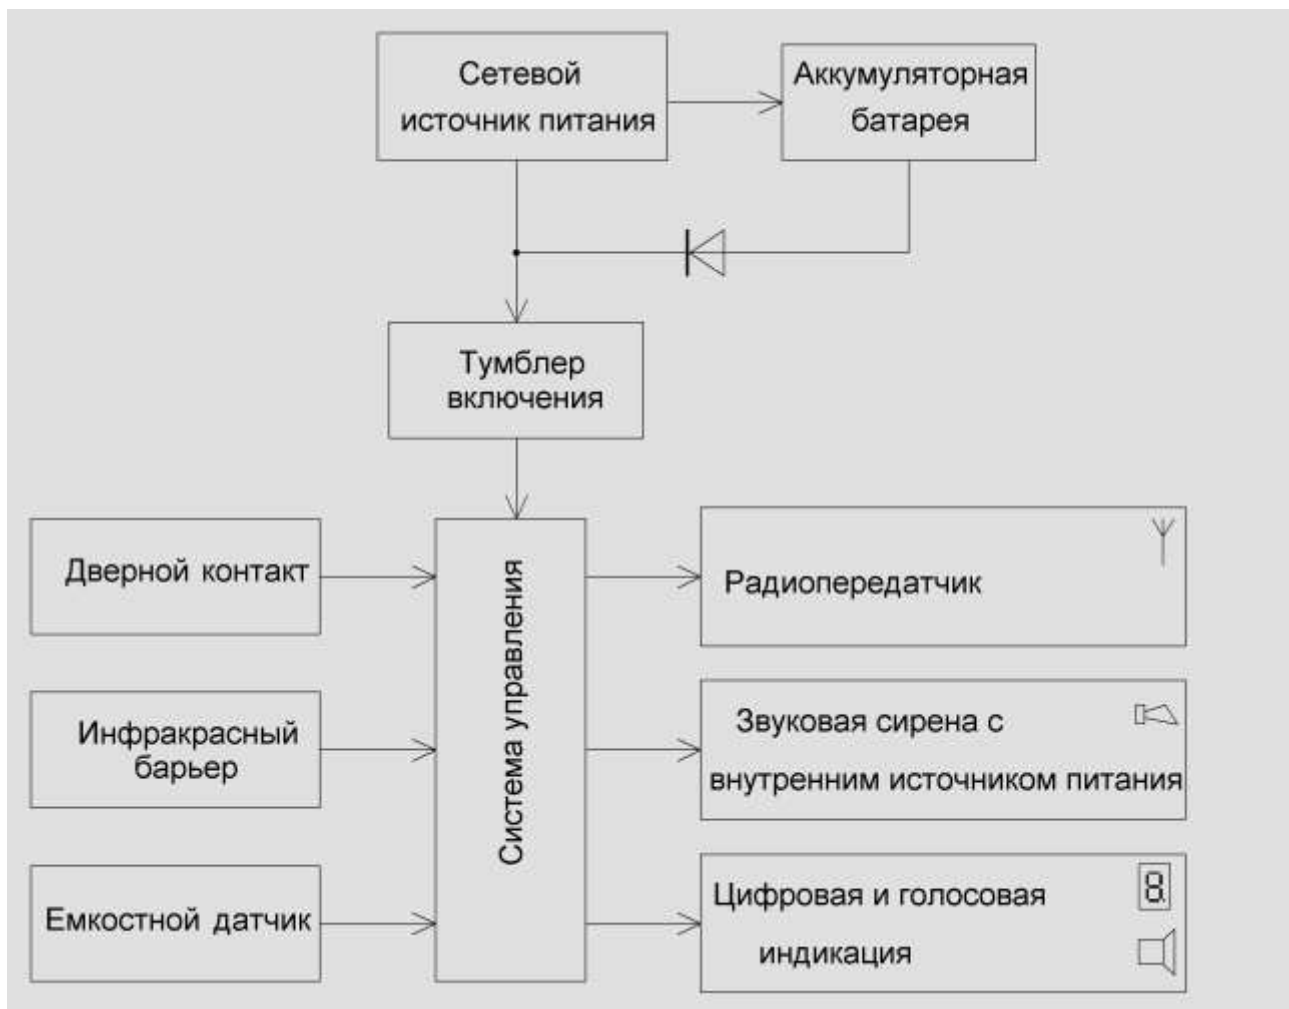 Сетевой
источник питания
Аккумуляторная
батарея
Тумблер
включения
Дверной контакт
Инфракрасный
барьер
Емкостной датчик
Система управления
Радиопередатчик
Звуковая сирена с
внутренним источником питания
Цифровая и голосовая
индикация
8.